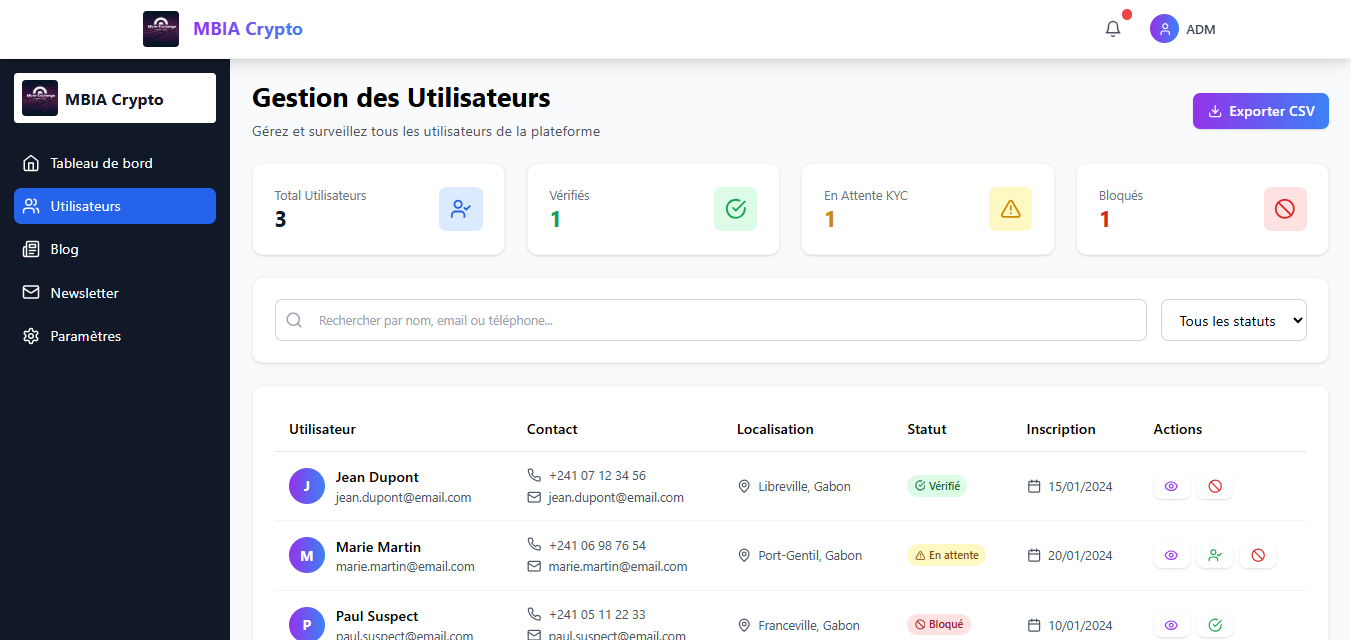 MBIA Crypto
ADM
MBIA Crypto
Tableau de bord
Utilisateurs
Blog
Newsletter
Paramètres
Gestion des Utilisateurs
Gérez et surveillez tous les utilisateurs de la plateforme
Exporter CSV
Total Utilisateurs
3
Vérifiés
1
En Attente KYC
1
Bloqués
1
Rechercher par nom, email ou téléphone...
Tous les statuts
Utilisateur Contact Localisation Statut Inscription Actions
J
Jean Dupont
jean.dupont@email.com
+241 07 12 34 56
jean.dupont@email.com
Libreville, Gabon
Vérifié
15/01/2024
M
Marie Martin
marie.martin@email.com
+241 06 98 76 54
marie.martin@email.com
Port-Gentil, Gabon
En attente
20/01/2024
P
Paul Suspect
paul.suspect@email.com
+241 05 11 22 33
paul.suspect@email.com
Franceville, Gabon
Bloqué
10/01/2024